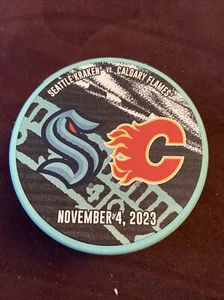 SEATTLE KRAKEN VS CALGARY FLAMES
NOVEMBER 4, 2023